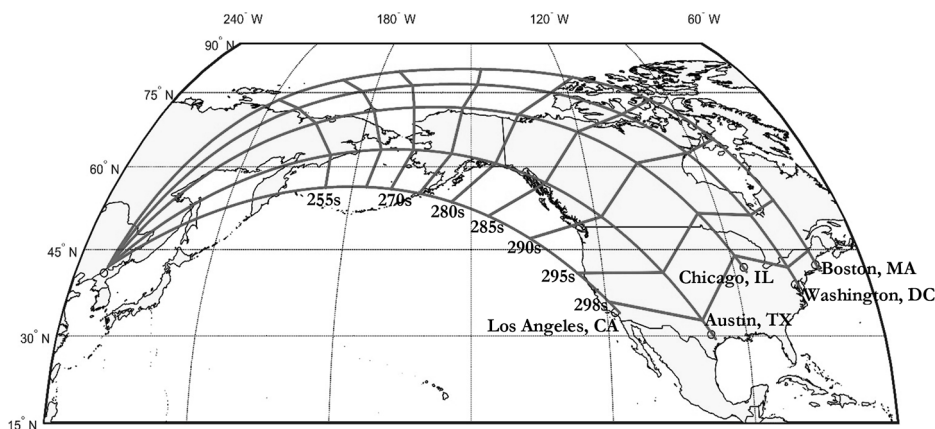 240° W 180° W 120° W 60° W
90° N
75° N
60° N
255s 270s
280s
285s
290s
45° N
295s
Chicago, IL
Boston, MA
Washington, DC
298s
Los Angeles, CA
Austin, TX
30° N
15° N